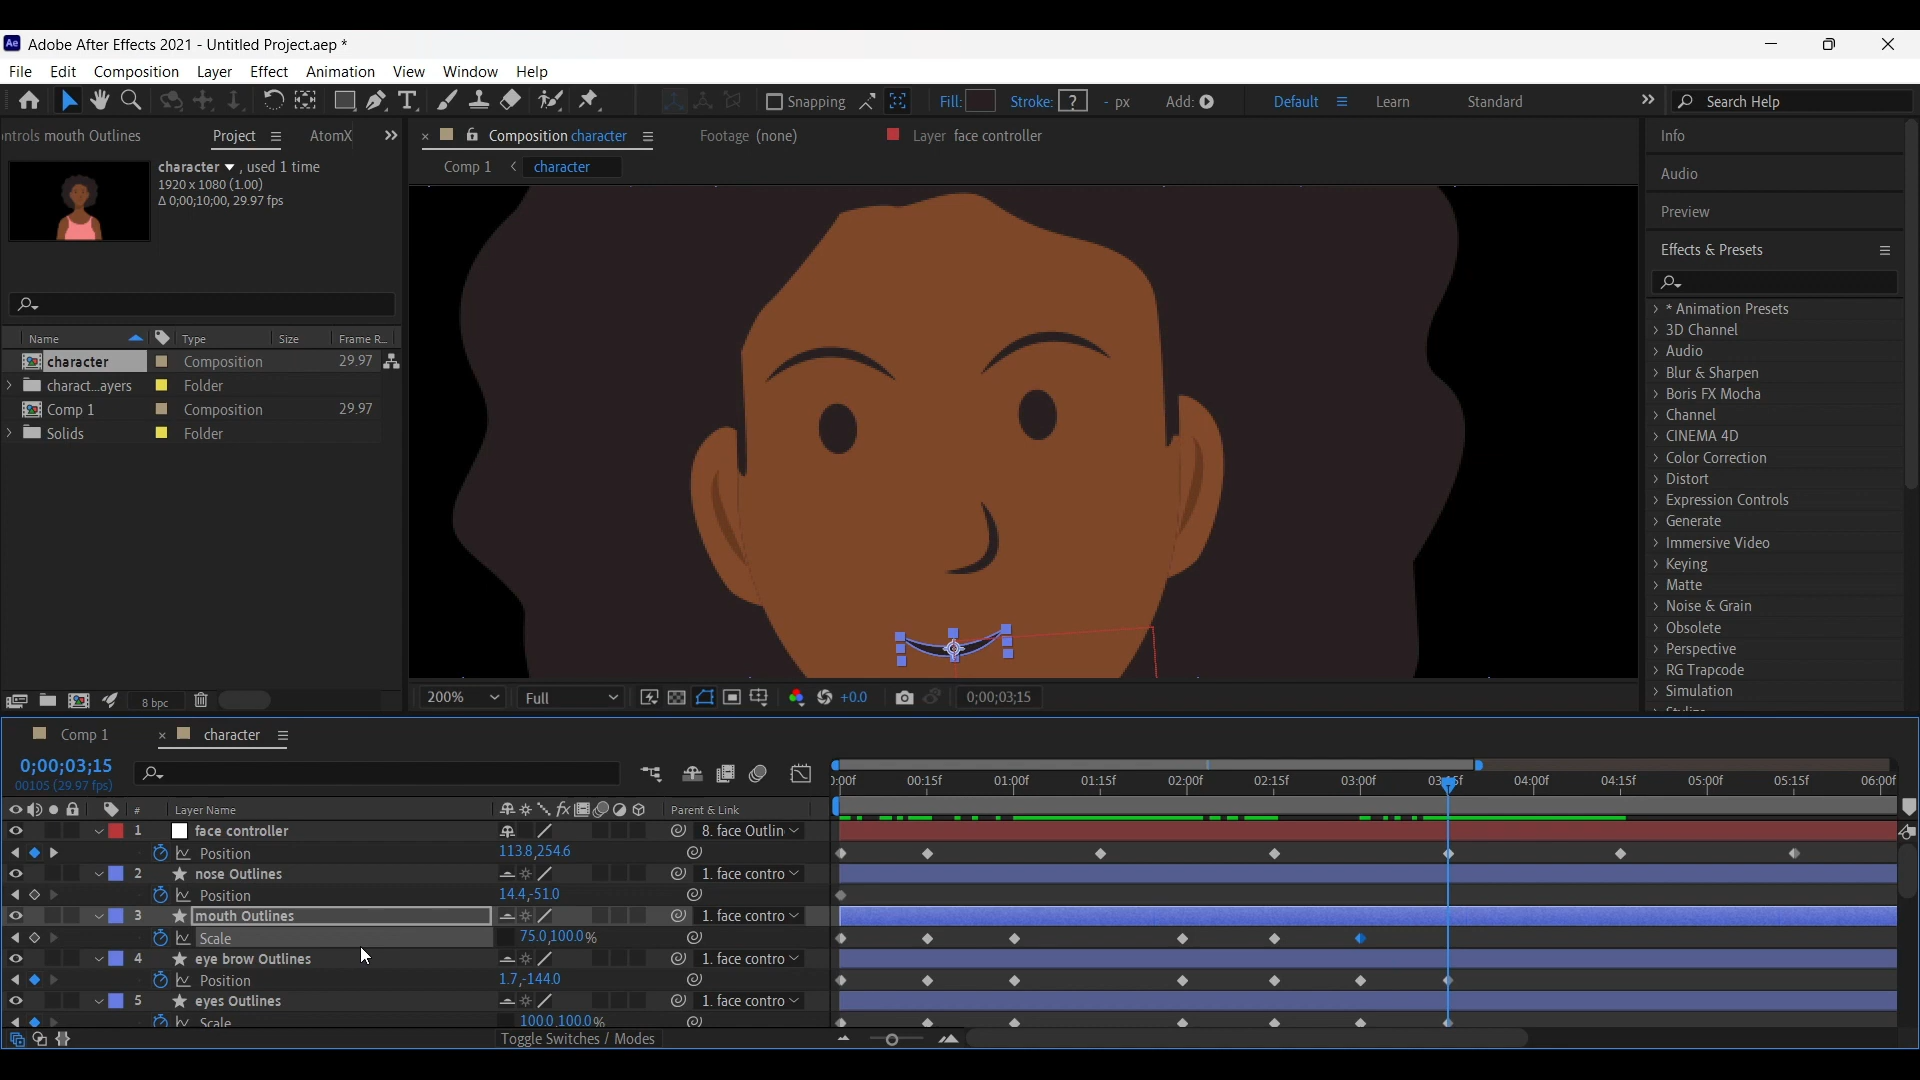 Ae Adobe After Effects 2021 - Untitled Project.aep *
File Edit Composition Layer Effect Animation View Window Help
Snapping Fill: Stroke: ? - px Add: Default Learn Standard Search Help
ontrols mouth Outlines Project AtomX
character , used 1 time
1920 x 1080 (1.00)
Δ 0;00;10;00, 29.97 fps
Name Type Size Frame R...
character Composition 29.97
charact...ayers Folder
Comp 1 Composition 29.97
Solids Folder
8 bpc
Composition character Footage (none) Layer face controller
Comp 1 < character
200% Full +0.0 0;00;03;15
Info
Audio
Preview
Effects & Presets
* Animation Presets
3D Channel
Audio
Blur & Sharpen
Boris FX Mocha
Channel
CINEMA 4D
Color Correction
Distort
Expression Controls
Generate
Immersive Video
Keying
Matte
Noise & Grain
Obsolete
Perspective
RG Trapcode
Simulation
Comp 1 character
0;00;03;15
00105 (29.97 fps)
):00f 00:15f 01:00f 01:15f 02:00f 02:15f 03:00f 04:00f 04:15f 05:00f 05:15f 06:00f
# Layer Name Parent & Link
1 face controller 8. face Outlin
Position 113.8,254.6
2 nose Outlines 1. face contro
Position 14.4,-51.0
3 mouth Outlines 1. face contro
Scale 75.0,100.0%
4 eye brow Outlines 1. face contro
Position 1.7,-144.0
5 eyes Outlines 1. face contro
Scale 100.0,100.0%
Toggle Switches / Modes